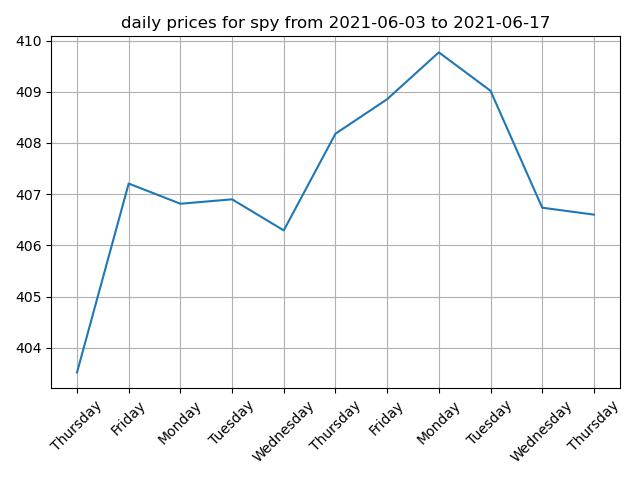 daily prices for spy from 2021-06-03 to 2021-06-17
410
409
408
407
406
405
404
Thursday
Friday
Monday
Tuesday
Wednesday
Thursday
Friday
Monday
Tuesday
Wednesday
Thursday